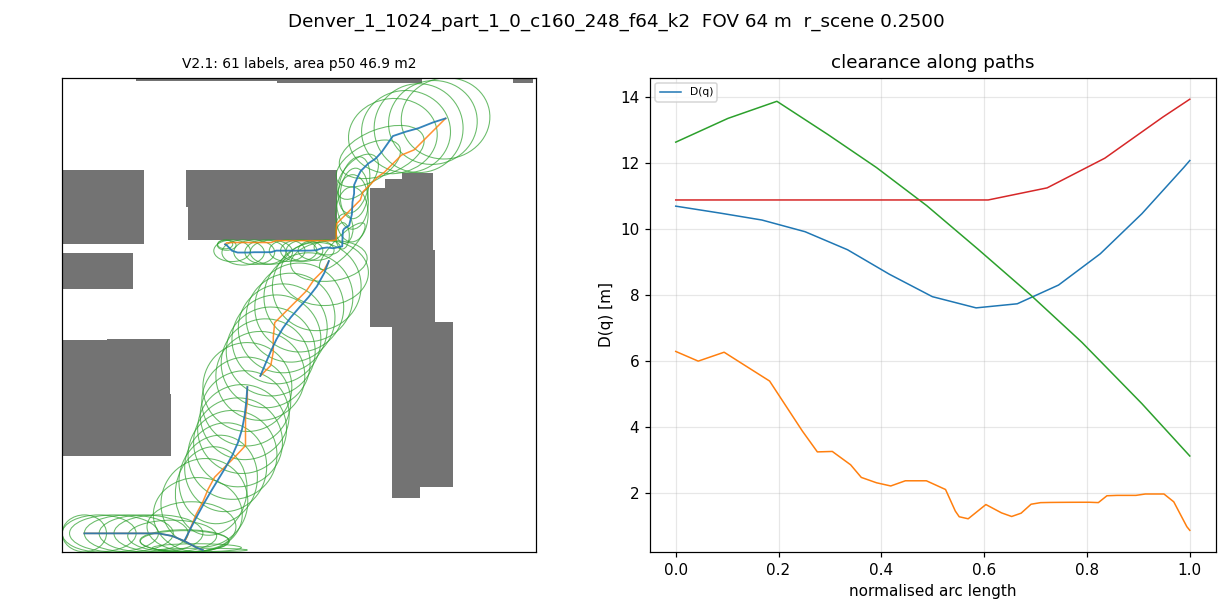 Denver_1_1024_part_1_0_c160_248_f64_k2 FOV 64 m r_scene 0.2500
V2.1: 61 labels, area p50 46.9 m2
clearance along paths
D(q)
14
12
10
8
6
4
2
D(q) [m]
0.0 0.2 0.4 0.6 0.8 1.0
normalised arc length